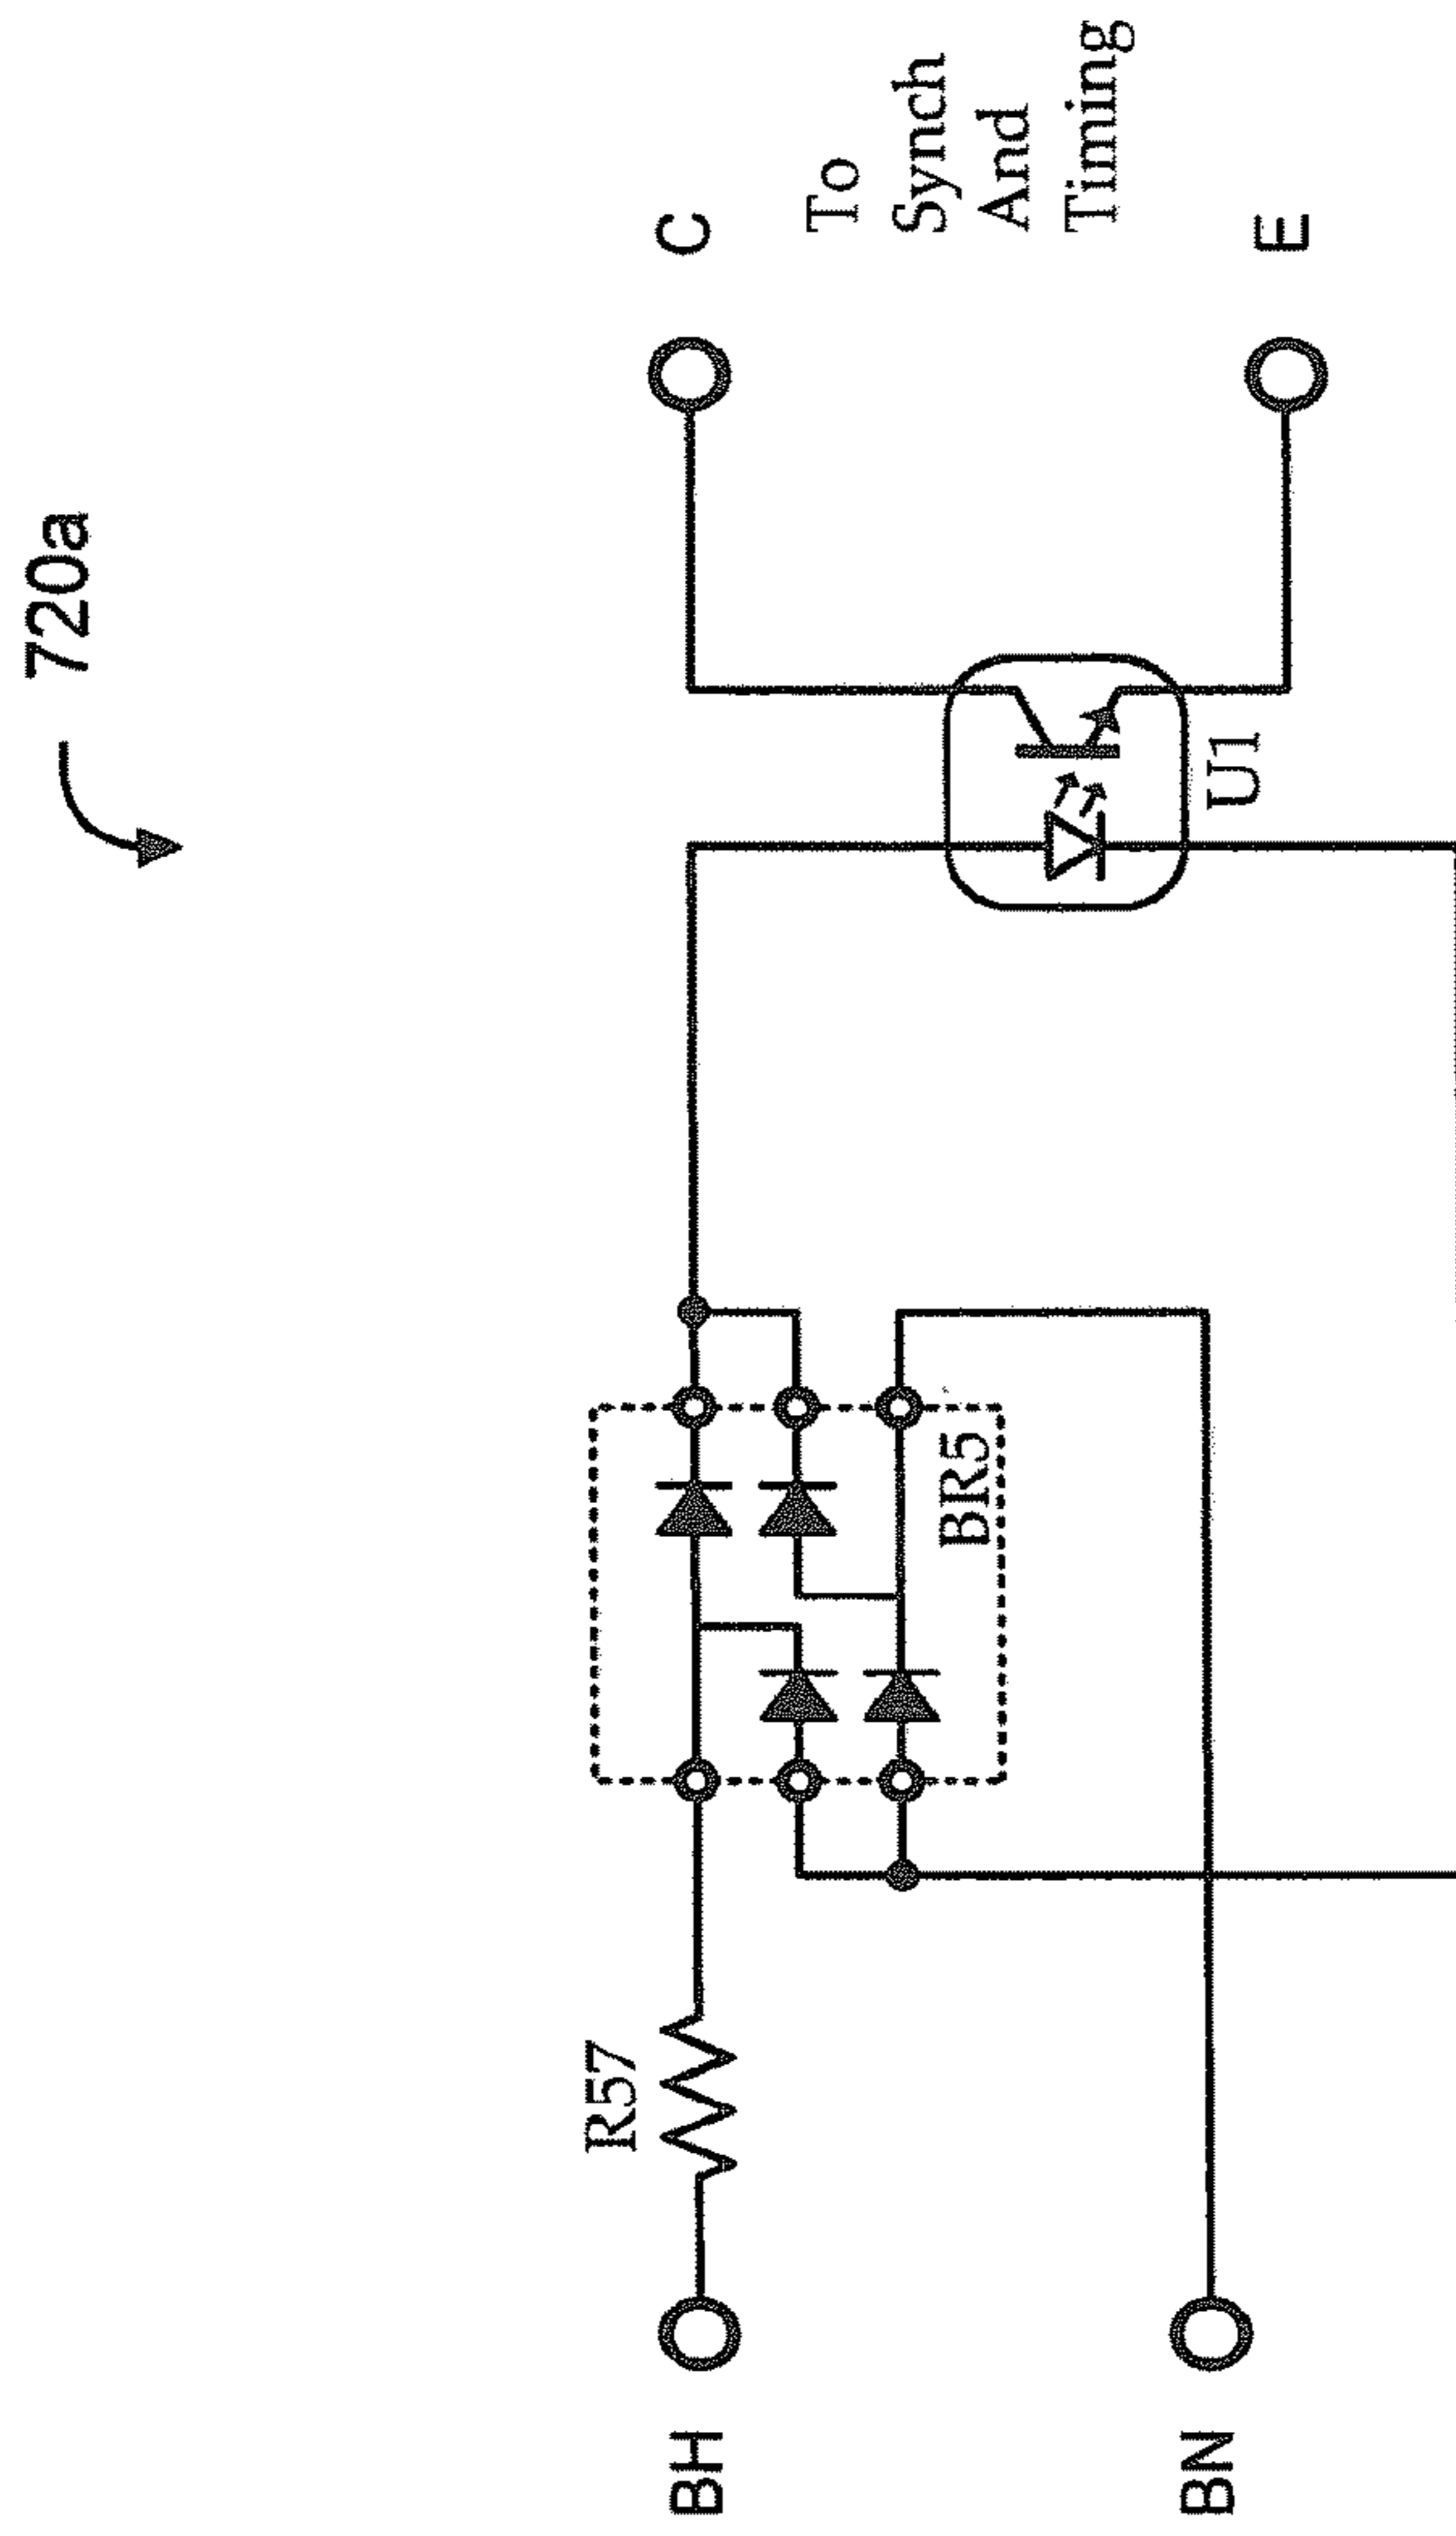 720a
BH
R57
BR5
BN
U1
C
To
Synch
And
Timing
E